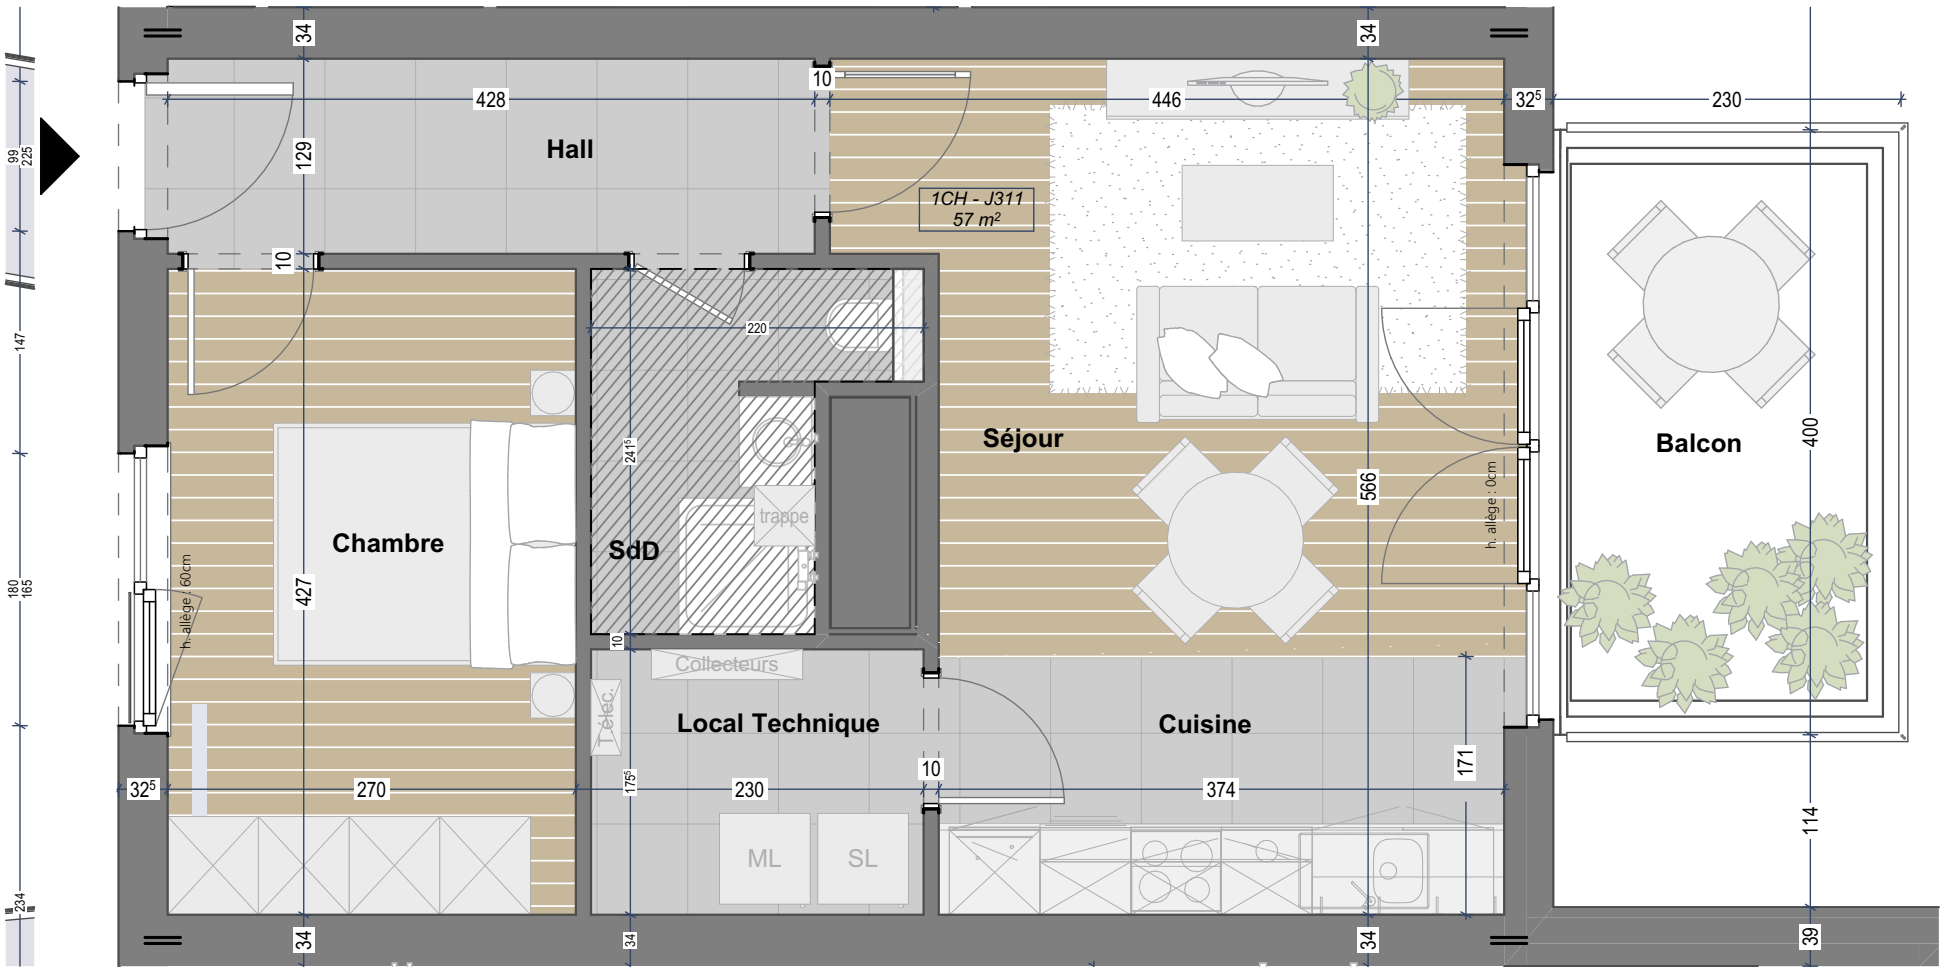 34
34
10
428
446
32⁵
230
99
225
129
Hall
1CH - J311
57 m²
10
147
220
Séjour
Balcon
400
241⁵
566
h. allège : 0cm
trappe
Chambre
SdD
180
165
h. allège : 60cm
427
10
Collecteurs
T.élec.
Local Technique
Cuisine
171
32⁵
270
175⁵
230
10
374
114
ML
SL
234
34
34
34
39